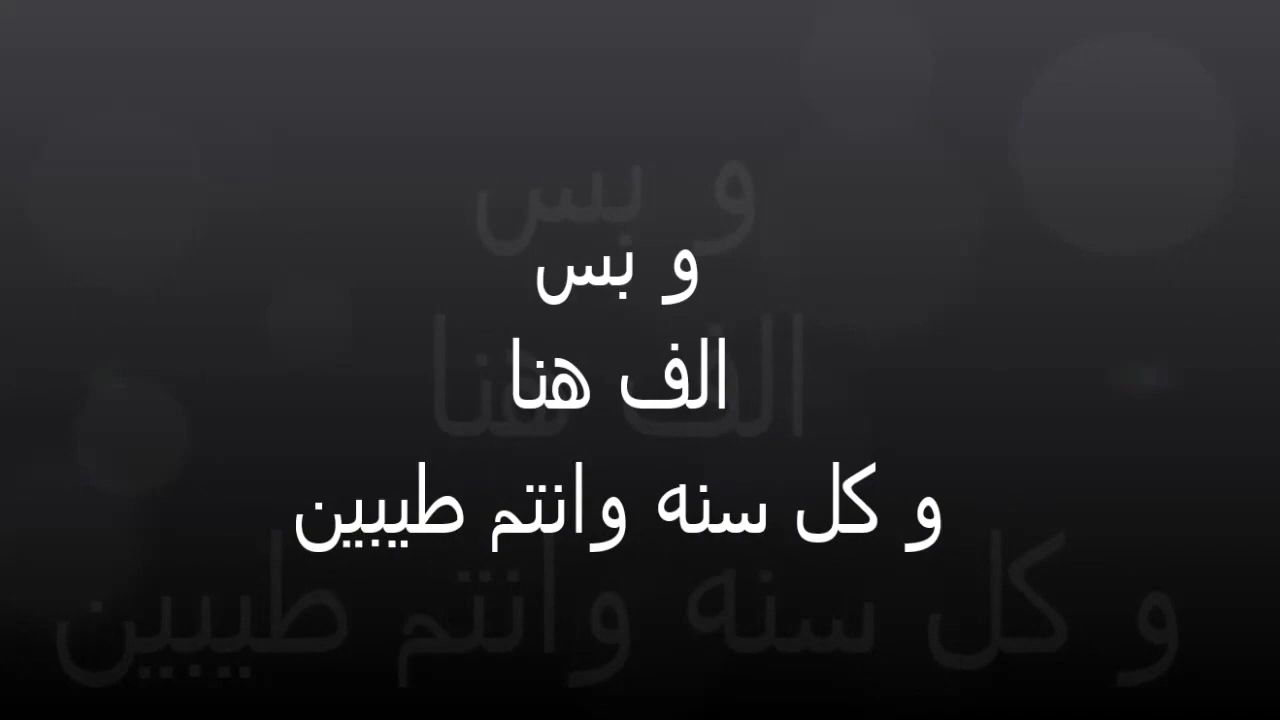 و بس
الف هنا
و كل سنه وانتم طيبين